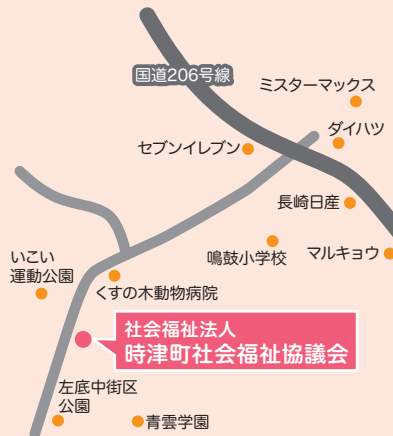 国道206号線
ミスターマックス
ダイハツ
セブンイレブン
長崎日産
鳴鼓小学校
マルキョウ
いこい
運動公園
くすの木動物病院
社会福祉法人
時津町社会福祉協議会
左底中街区
公園
青雲学園